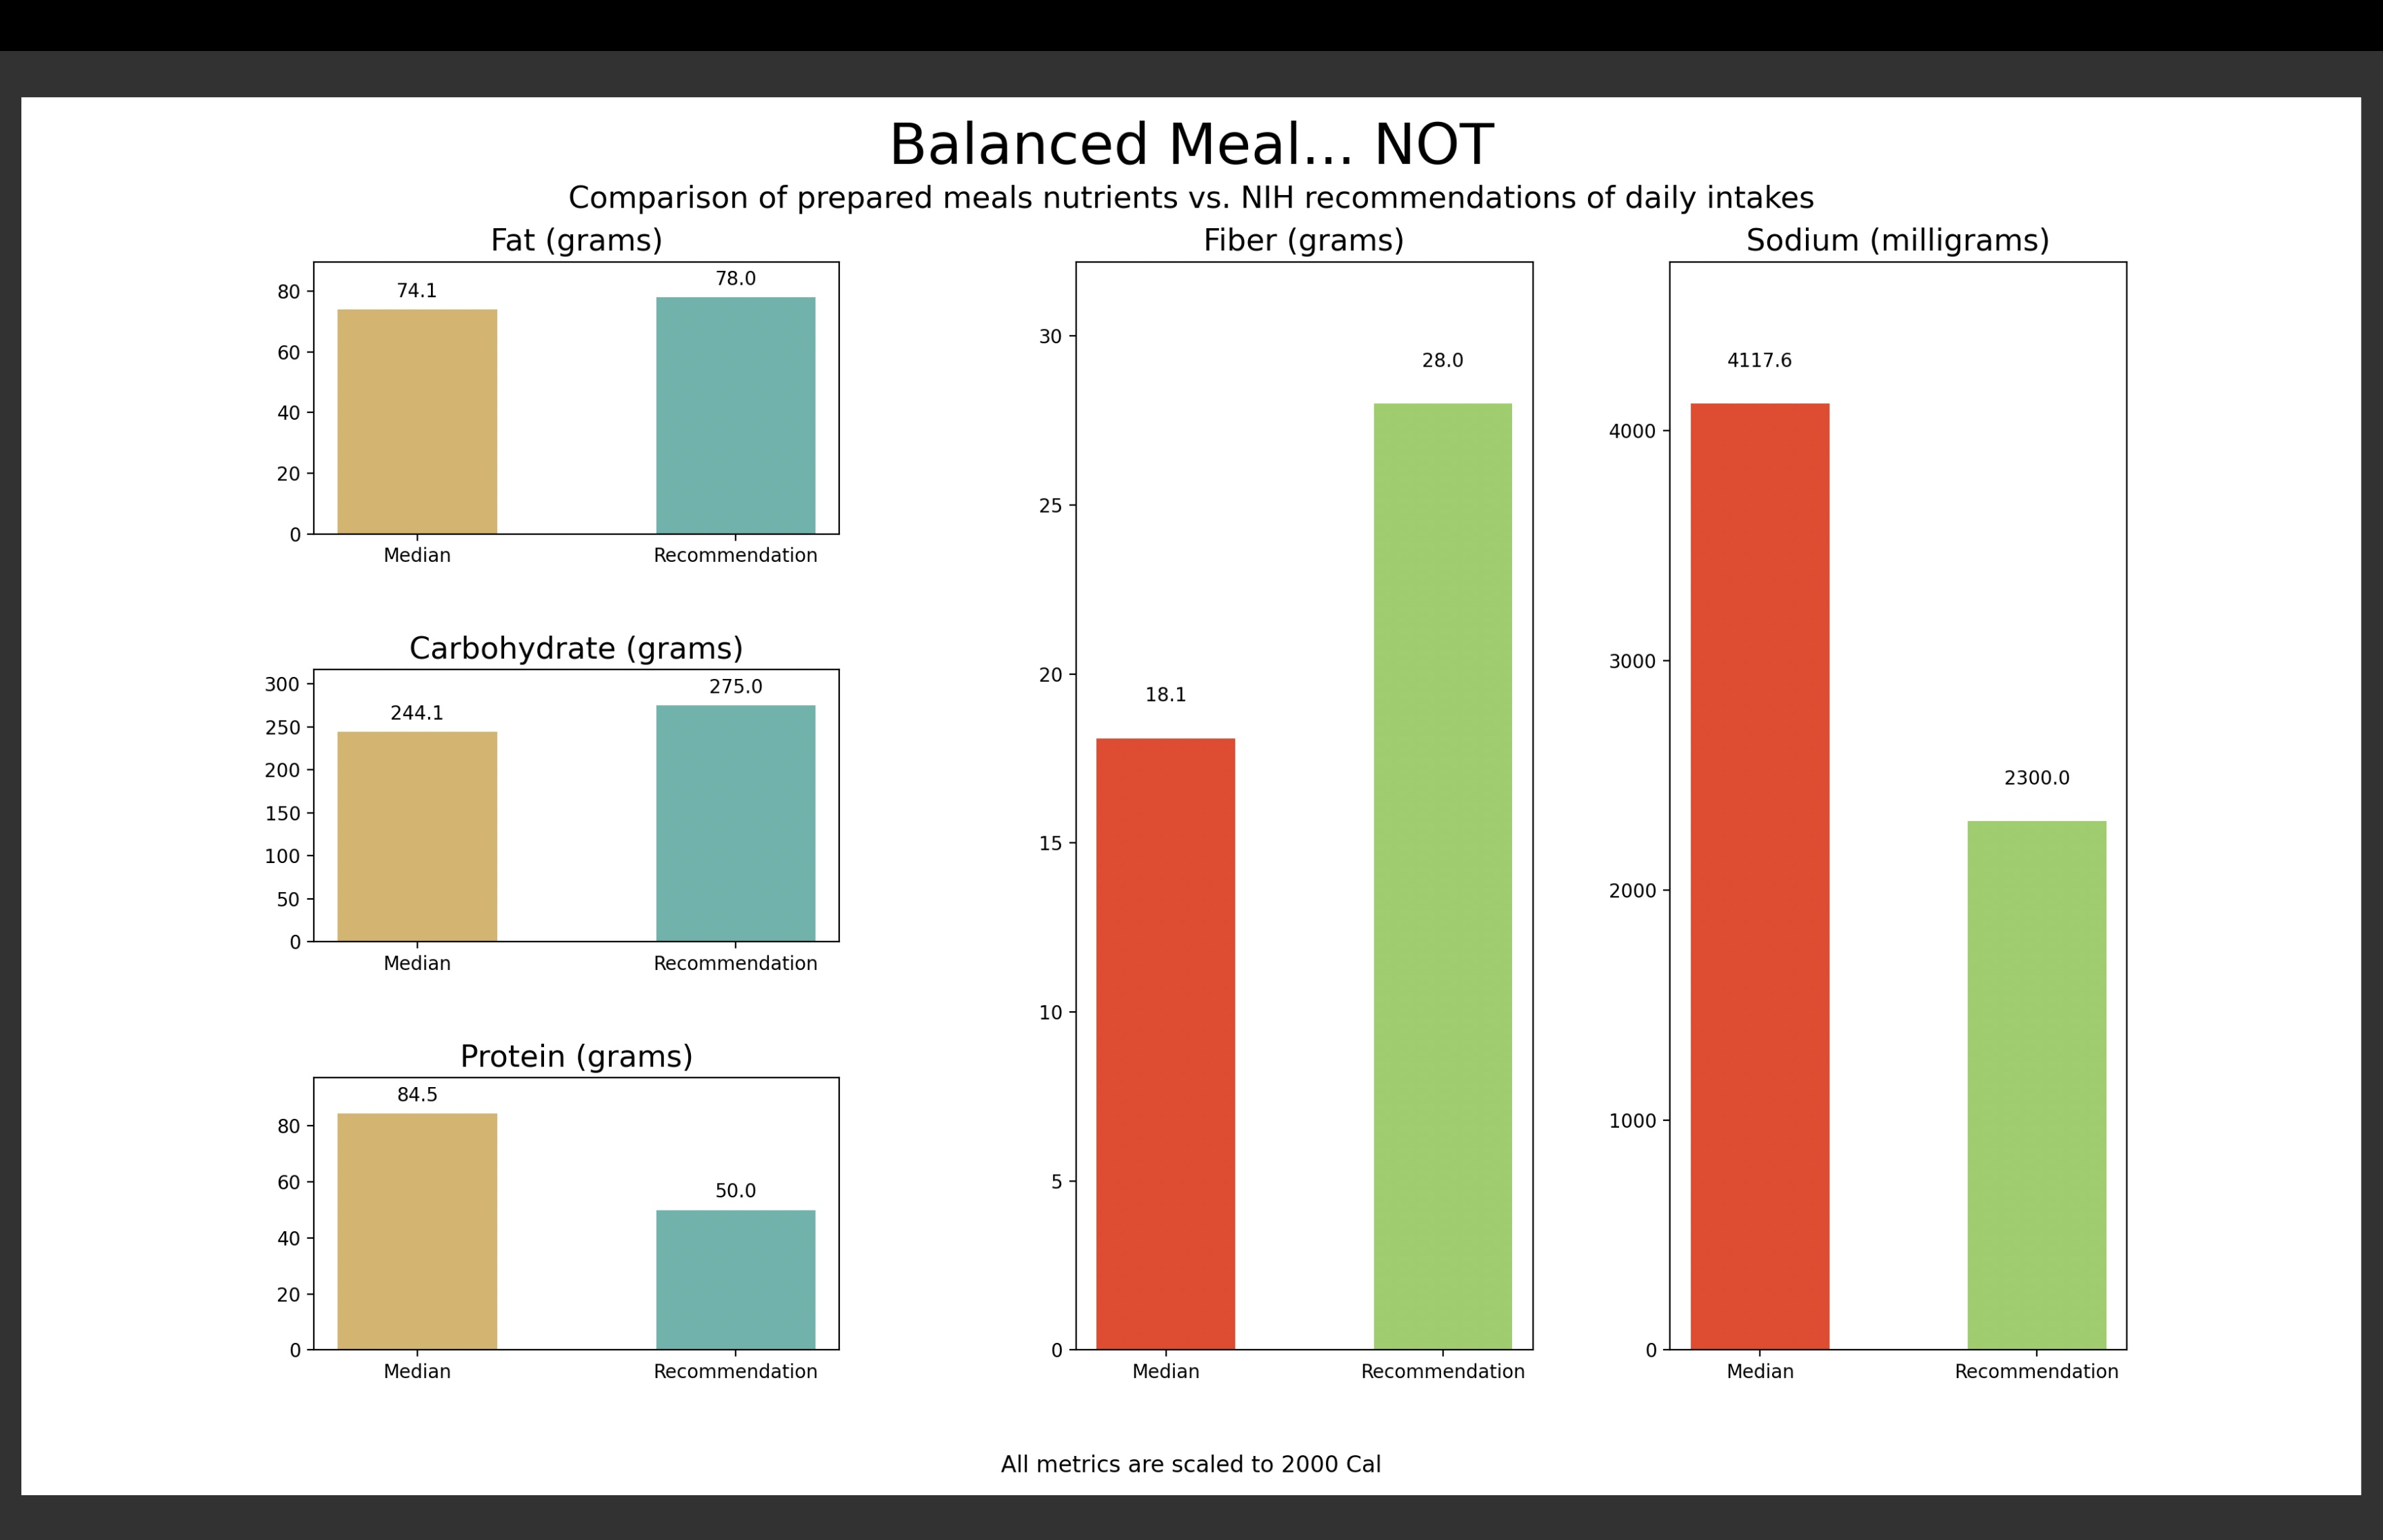 Balanced Meal... NOT
Comparison of prepared meals nutrients vs. NIH recommendations of daily intakes
Fat (grams)
80
60
40
20
0
74.1
78.0
Median
Recommendation
Carbohydrate (grams)
300
250
200
150
100
50
0
244.1
275.0
Median
Recommendation
Protein (grams)
80
60
40
20
0
84.5
50.0
Median
Recommendation
Fiber (grams)
30
25
20
15
10
5
0
18.1
28.0
Median
Recommendation
Sodium (milligrams)
4000
3000
2000
1000
0
4117.6
2300.0
Median
Recommendation
All metrics are scaled to 2000 Cal